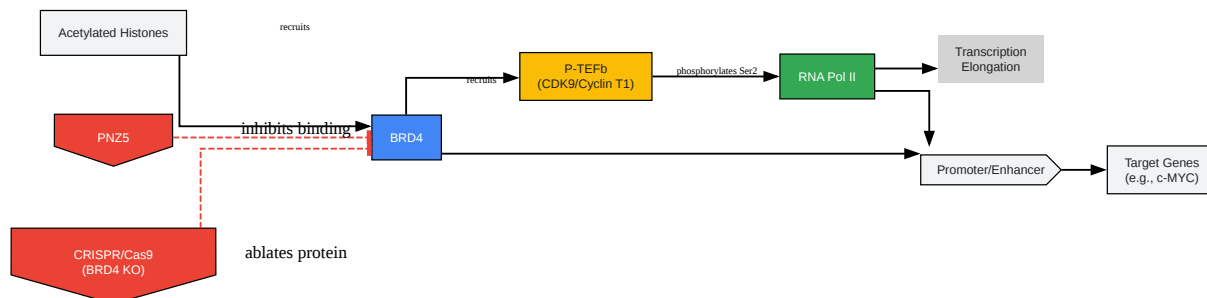 Acetylated Histones
recruits
Transcription
Elongation
P-TEFb
(CDK9/Cyclin T1)
recruits
phosphorylates Ser2
RNA Pol II
inhibits binding
PNZ5
BRD4
Promoter/Enhancer
Target Genes
(e.g., c-MYC)
CRISPR/Cas9
(BRD4 KO)
ablates protein